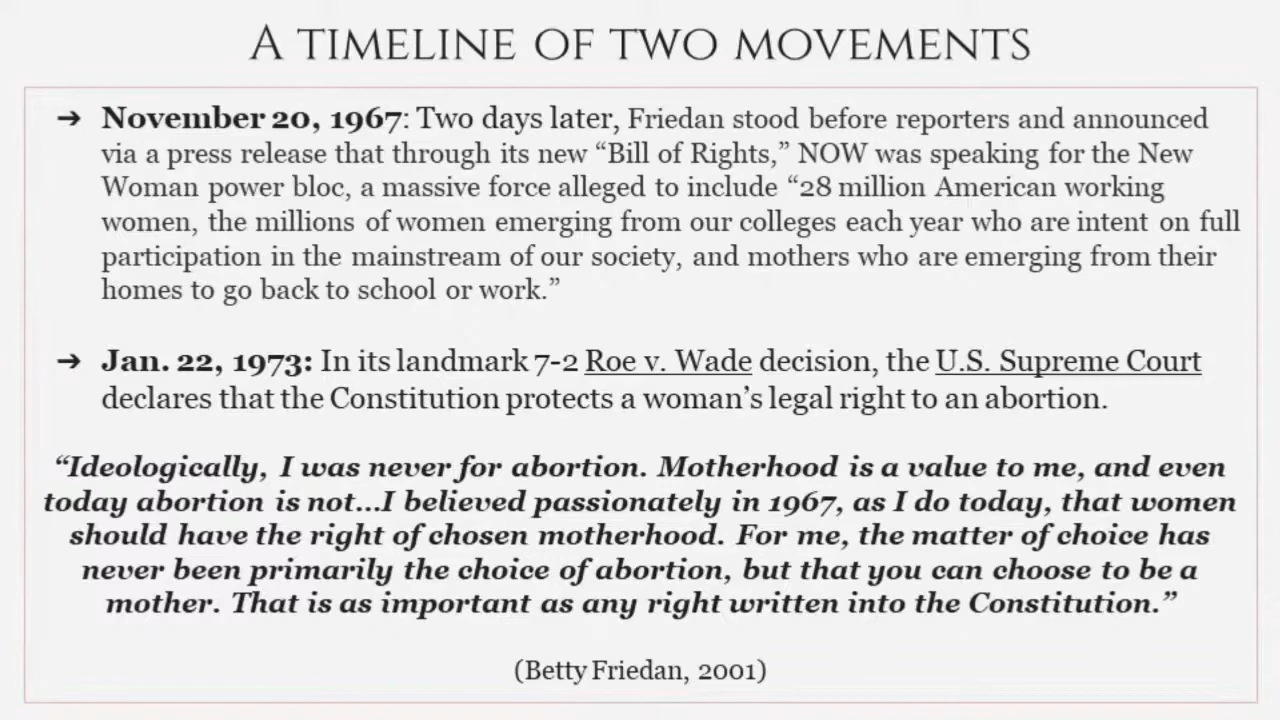 A TIMELINE OF TWO MOVEMENTS
➔ November 20, 1967: Two days later, Friedan stood before reporters and announced
via a press release that through its new “Bill of Rights,” NOW was speaking for the New
Woman power bloc, a massive force alleged to include “28 million American working
women, the millions of women emerging from our colleges each year who are intent on full
participation in the mainstream of our society, and mothers who are emerging from their
homes to go back to school or work.”
➔ Jan. 22, 1973: In its landmark 7-2 Roe v. Wade decision, the U.S. Supreme Court
declares that the Constitution protects a woman’s legal right to an abortion.
“Ideologically, I was never for abortion. Motherhood is a value to me, and even
today abortion is not...I believed passionately in 1967, as I do today, that women
should have the right of chosen motherhood. For me, the matter of choice has
never been primarily the choice of abortion, but that you can choose to be a
mother. That is as important as any right written into the Constitution.”
(Betty Friedan, 2001)